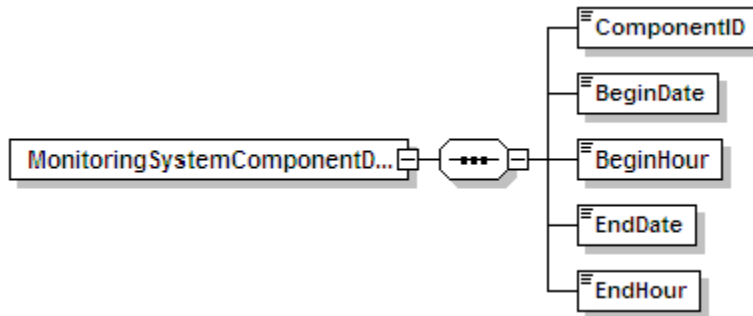 ComponentID
BeginDate
MonitoringSystemComponentD...
BeginHour
EndDate
EndHour